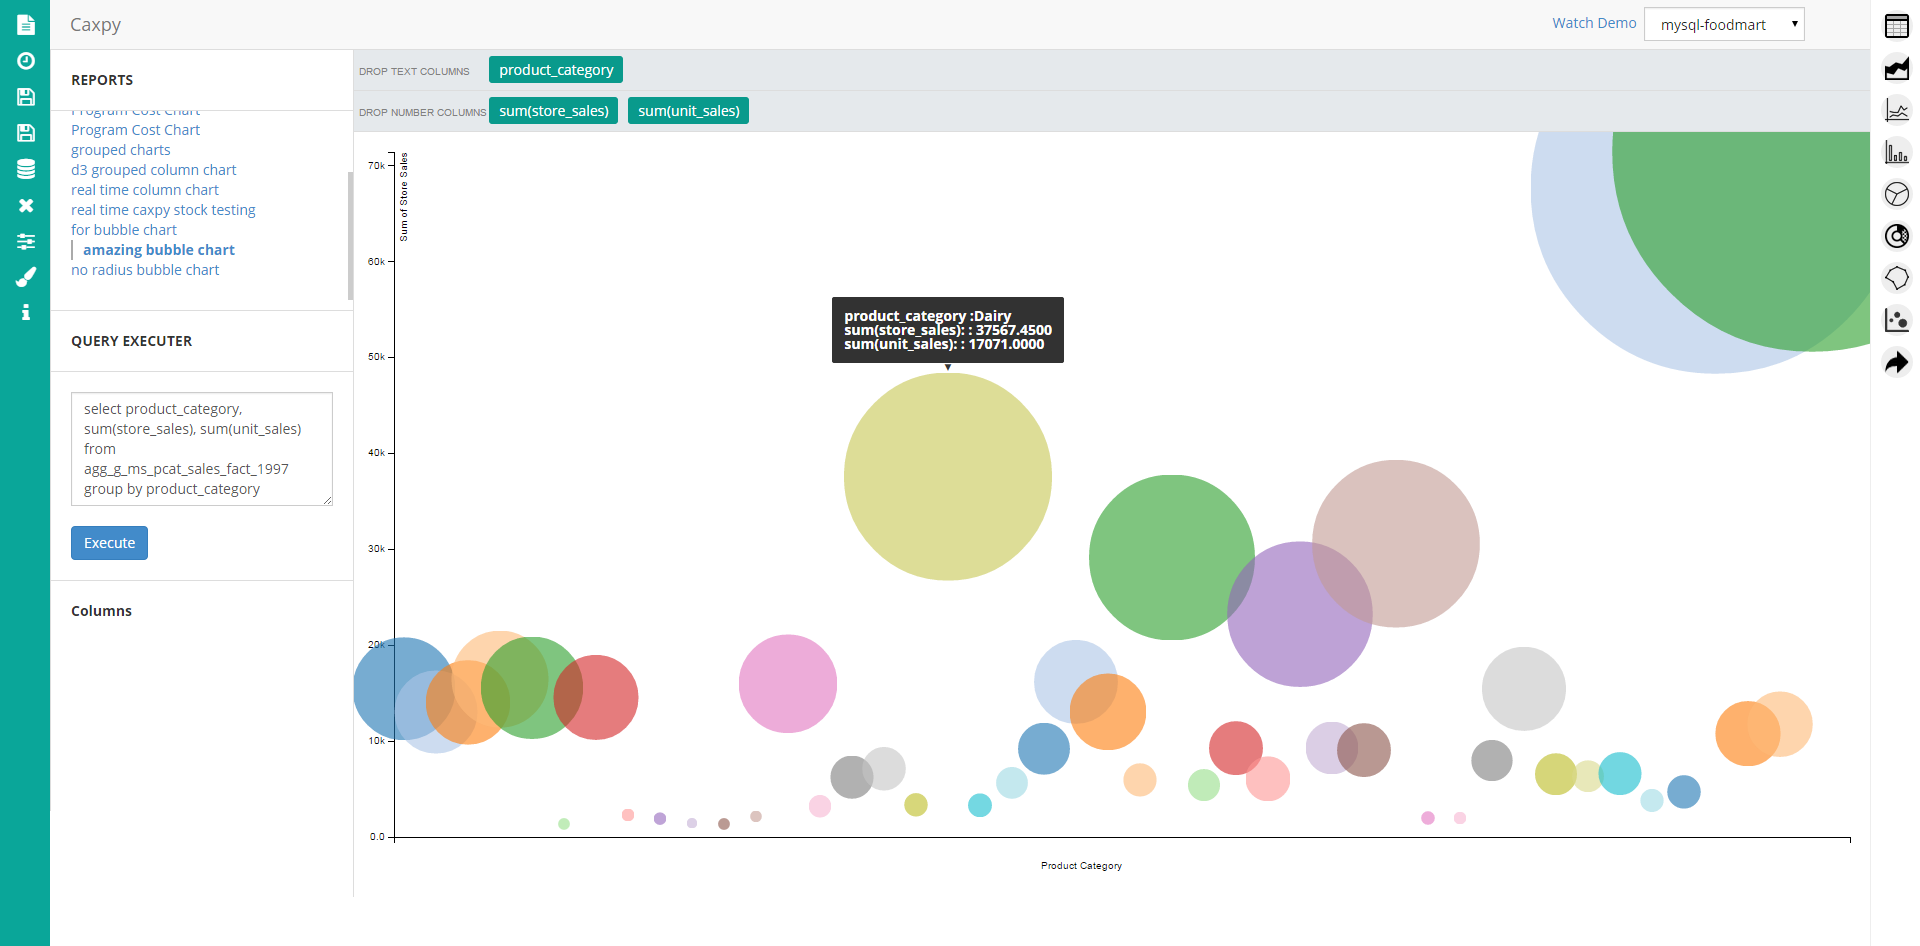 Caxpy
Watch Demo
mysql-foodmart
REPORTS
Program Cost Chart
Program Cost Chart
grouped charts
d3 grouped column chart
real time column chart
real time caxpy stock testing
for bubble chart
amazing bubble chart
no radius bubble chart
QUERY EXECUTER
select product_category,
sum(store_sales), sum(unit_sales)
from
agg_g_ms_pcat_sales_fact_1997
group by product_category
Execute
Columns
DROP TEXT COLUMNS
product_category
DROP NUMBER COLUMNS
sum(store_sales)
sum(unit_sales)
Sum of Store Sales
70k
60k
50k
40k
30k
20k
10k
0.0
product_category :Dairy
sum(store_sales): : 37567.4500
sum(unit_sales): : 17071.0000
Product Category